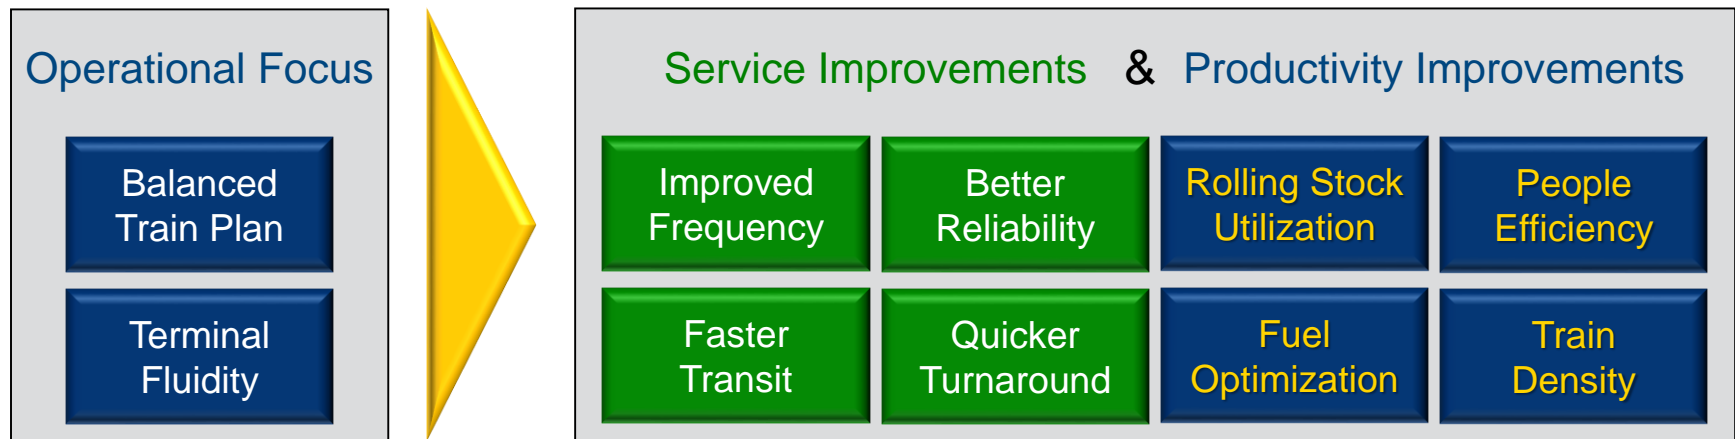 Operational Focus
Balanced
Train Plan
Terminal
Fluidity
Service Improvements & Productivity Improvements
Improved
Frequency
Better
Reliability
Rolling Stock
Utilization
People
Efficiency
Faster
Transit
Quicker
Turnaround
Fuel
Optimization
Train
Density